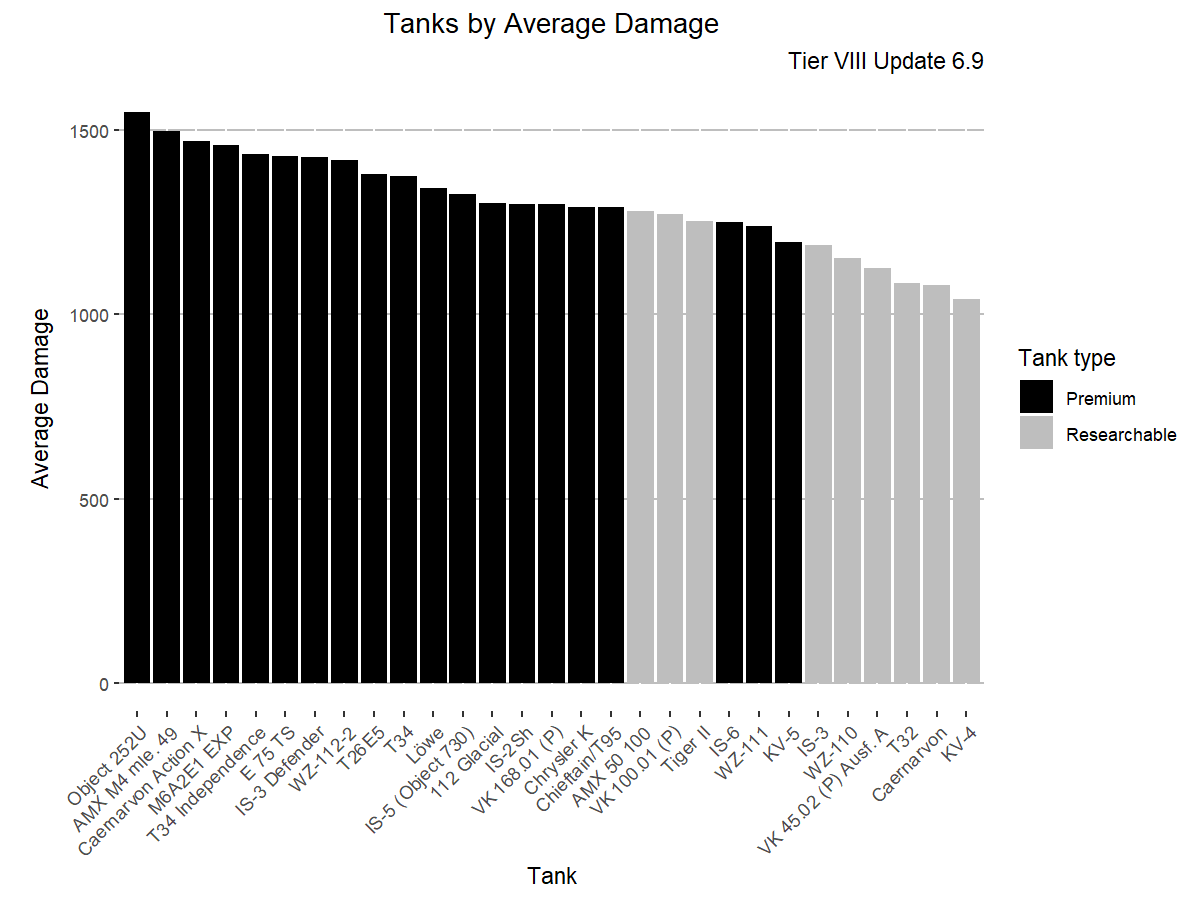 Tanks by Average Damage
Tier VIII Update 6.9
Average Damage
1500
1000
500
0
Object 252U
AMX M4 mle. 49
Caernarvon Action X
M6A2E1 EXP
T34 Independence
E 75 TS
IS-3 Defender
WZ-112-2
T26E5
T34
Löwe
IS-5 (Object 730)
112 Glacial
IS-2Sh
VK 168.01 (P)
Chrysler K
Chieftain/T95
AMX 50 100
VK 100.01 (P)
Tiger II
IS-6
WZ-111
KV-5
IS-3
WZ-110
VK 45.02 (P) Ausf. A
T32
Caernarvon
KV-4
Tank
Tank type
Premium
Researchable